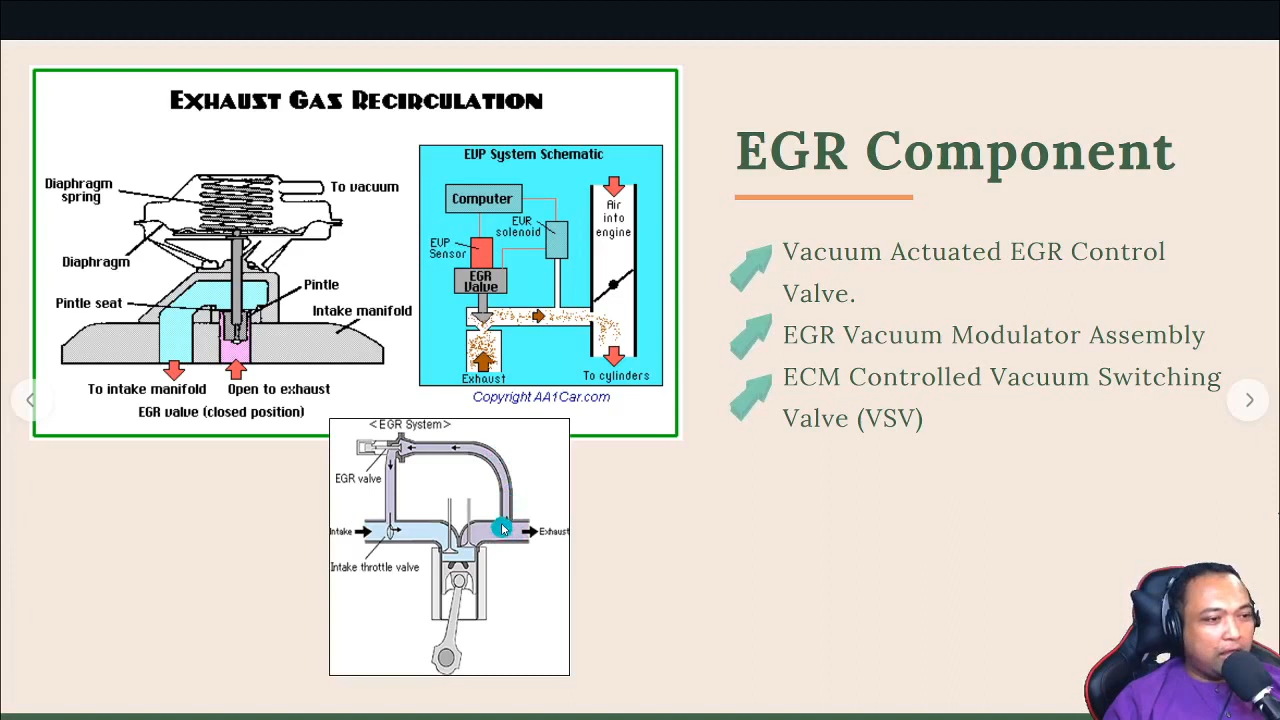 EXHAUST GAS RECIRCULATION
Diaphragm
spring
To vacuum
Diaphragm
Pintle
Pintle seat
Intake manifold
To intake manifold
Open to exhaust
EGR valve (closed position)
EVP System Schematic
Computer
EVR
solenoid
Air
into
engine
EVP
Sensor
EGR
Valve
Exhaust
To cylinders
Copyright AA1Car.com
<EGR System>
EGR valve
Intake
Exhaust
Intake throttle valve
EGR Component
Vacuum Actuated EGR Control
Valve.
EGR Vacuum Modulator Assembly
ECM Controlled Vacuum Switching
Valve (VSV)